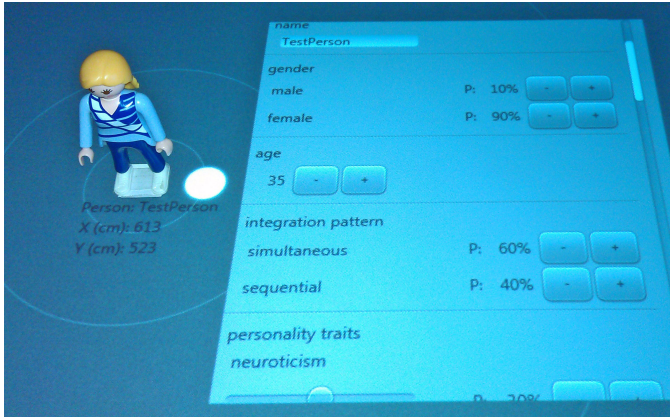 name
TestPerson
gender
male P: 10% - +
female P: 90% - +
age
35 - +
integration pattern
simultaneous P: 60% - +
sequential P: 40% - +
personality traits
neuroticism
P: 20%
Person: TestPerson
X (cm): 613
Y (cm): 523